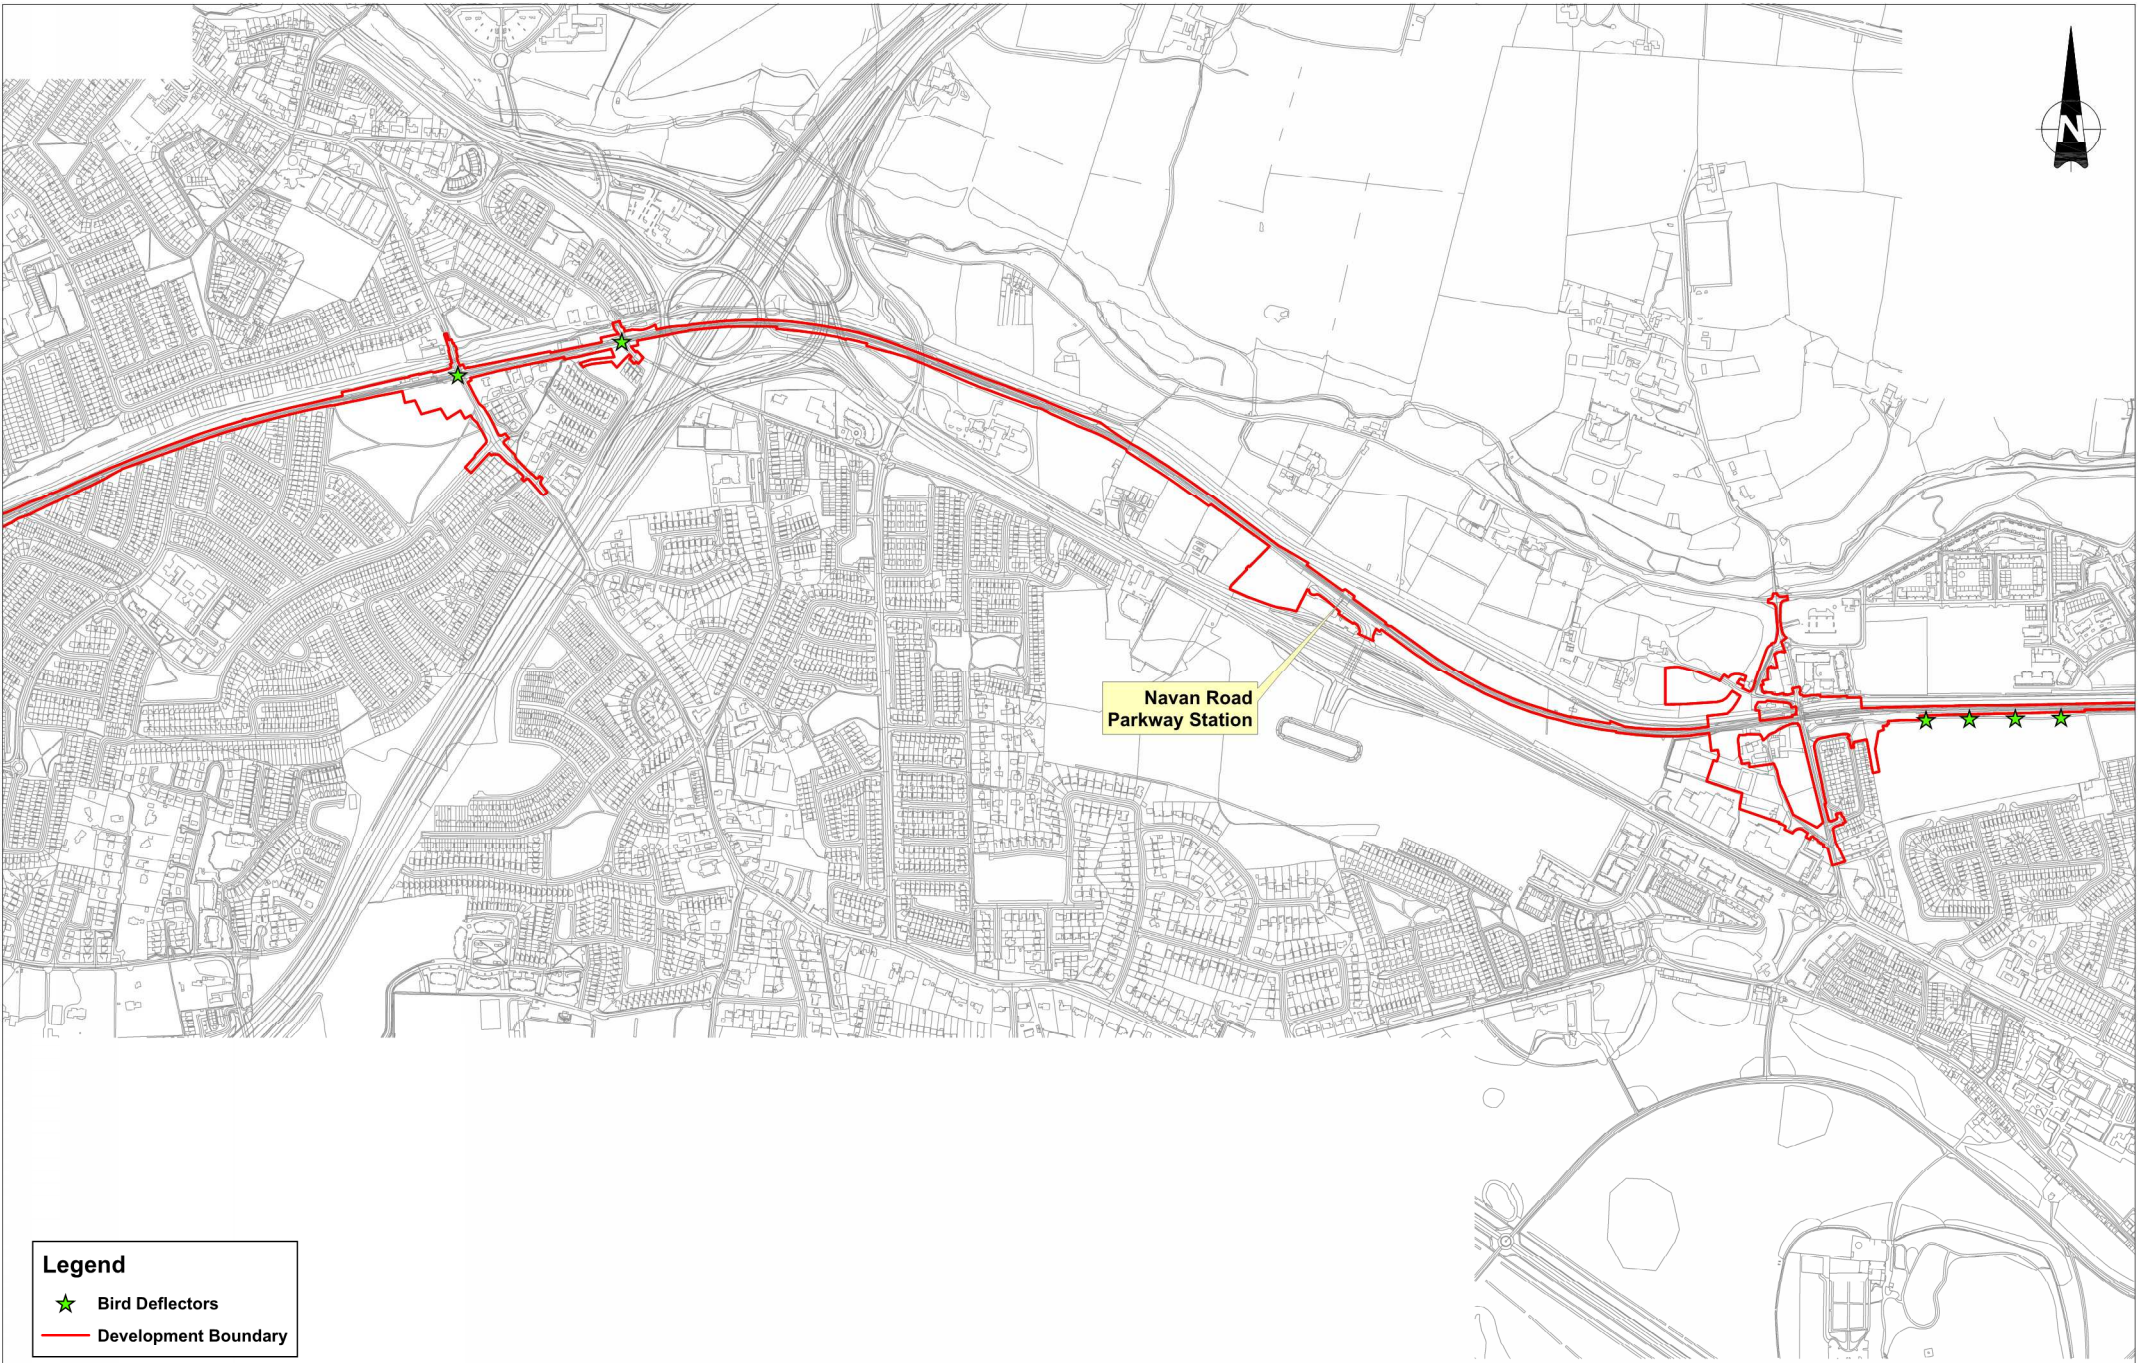 N
Navan Road
Parkway Station
Legend
Bird Deflectors
Development Boundary